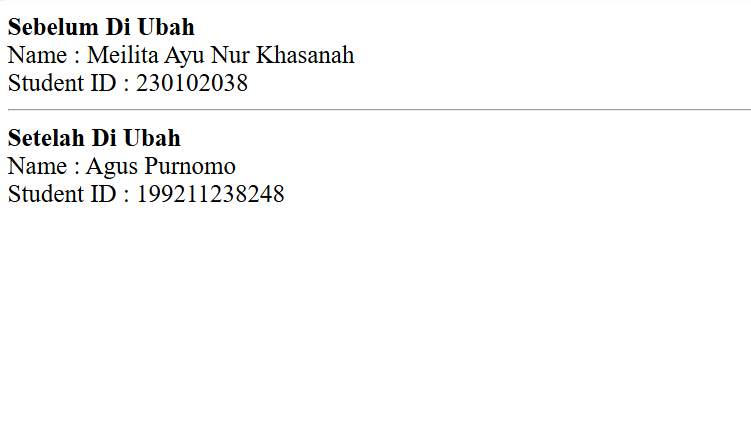 Sebelum Di Ubah
Name : Meilita Ayu Nur Khasanah
Student ID : 230102038
Setelah Di Ubah
Name : Agus Purnomo
Student ID : 199211238248